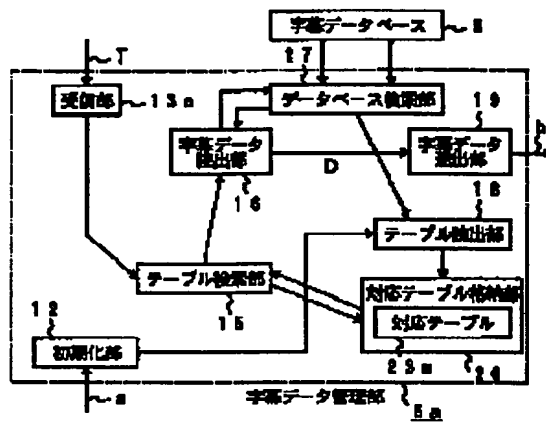 字幕データベース
8
T
17
受信部
13a
データベース検索部
19
字幕データ
抽出部
D
字幕データ
送出部
b
16
18
テーブル抽出部
テーブル検索部
15
対応テーブル格納部
対応テーブル
12
初期化部
23a
24
a
字幕データ管理部
5a